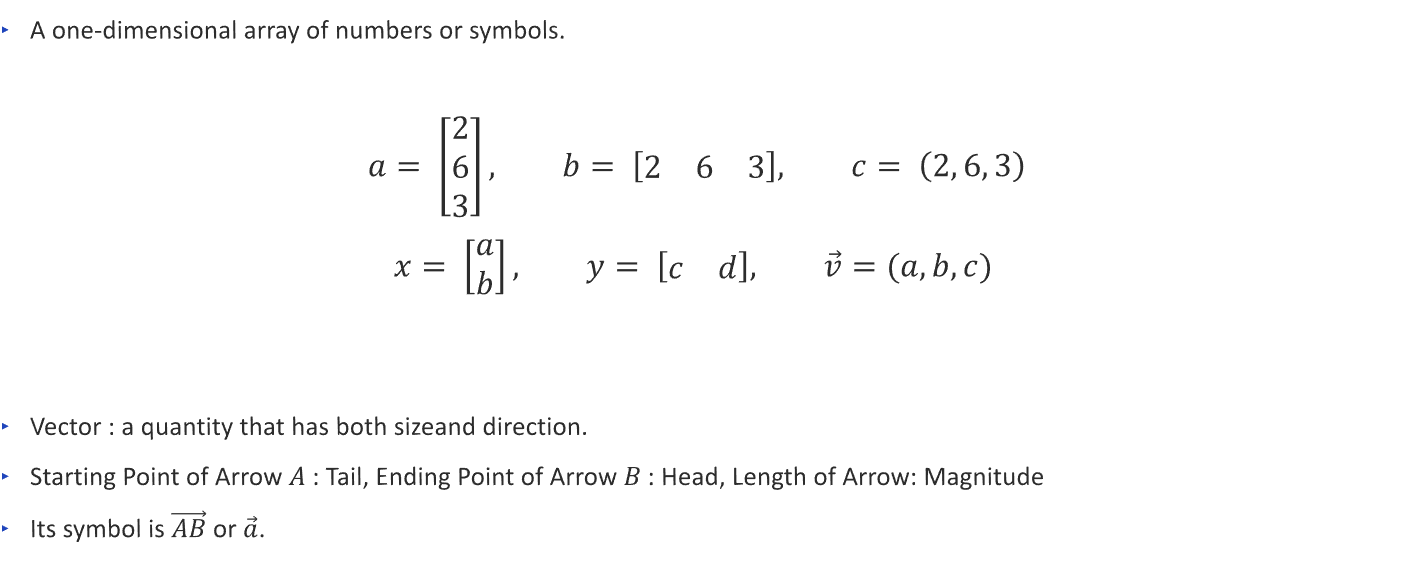 ‣ A one-dimensional array of numbers or symbols.
a = [2 6 3], b = [2 6 3], c = (2, 6, 3)
x = [a b], y = [c d], v⃗ = (a, b, c)
‣ Vector : a quantity that has both sizeand direction.
‣ Starting Point of Arrow A : Tail, Ending Point of Arrow B : Head, Length of Arrow: Magnitude
‣ Its symbol is A⃗B⃗ or a⃗.